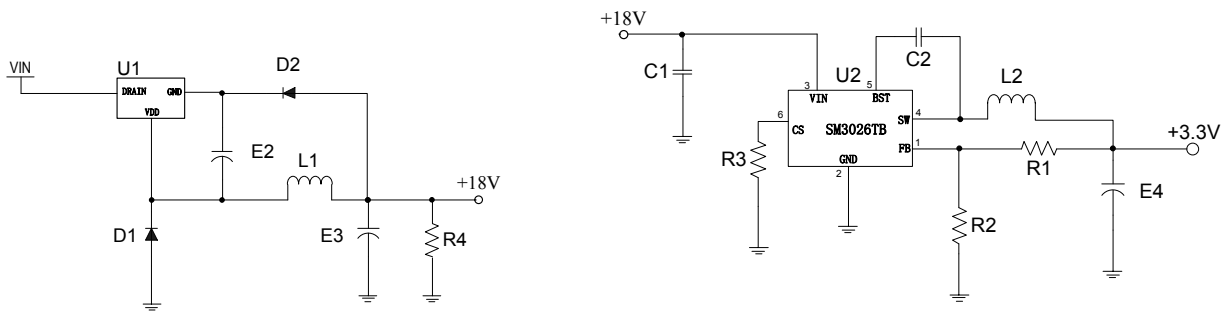 VIN
U1
DRAIN
GND
VDD
D2
E2
L1
+18V
D1
E3
R4
+18V
C1
U2
C2
L2
3
VIN
5
BST
6
CS
SM3026TB
SW
4
FB
1
GND
2
R3
+3.3V
R1
E4
R2